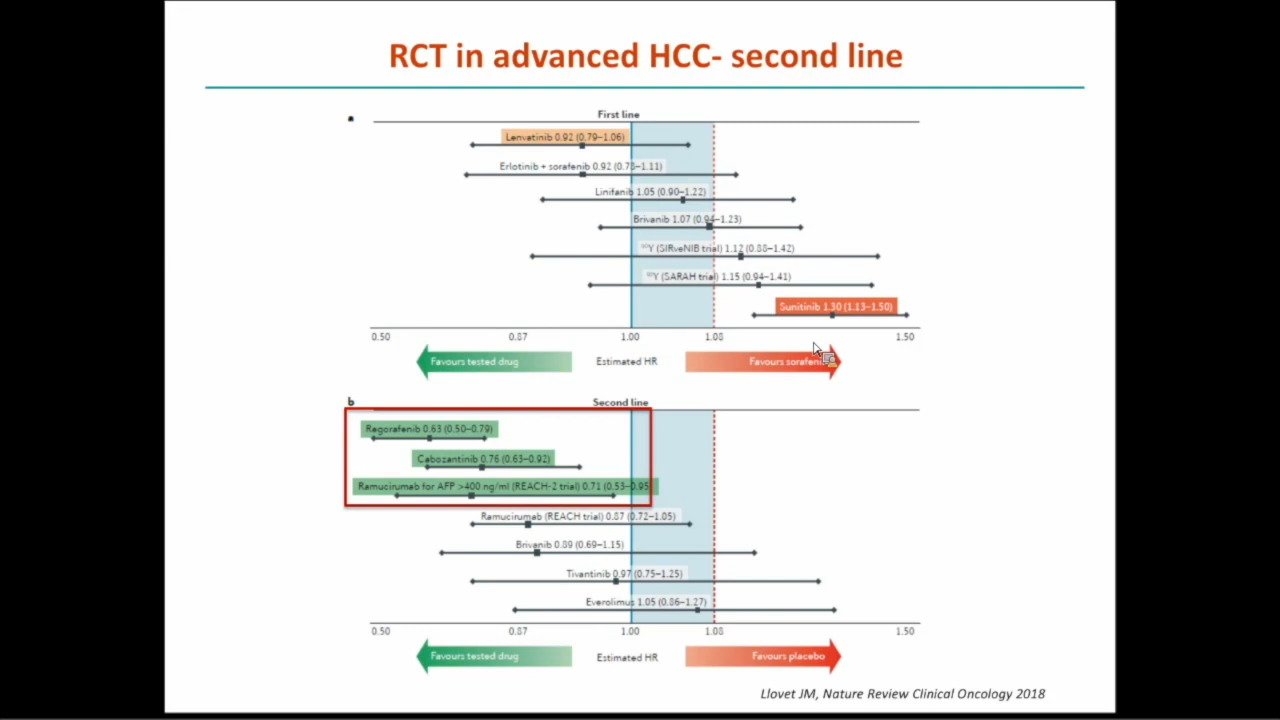 RCT in advanced HCC- second line
a
First line
Lenvatinib 0.92 (0.79–1.06)
Erlotinib + sorafenib 0.92 (0.78–1.11)
Linifanib 1.05 (0.90–1.22)
Brivanib 1.07 (0.94–1.23)
⁹⁰Y (SIRveNIB trial) 1.12 (0.88–1.42)
⁹⁰Y (SARAH trial) 1.15 (0.94–1.41)
Sunitinib 1.30 (1.13–1.50)
0.50 0.87 1.00 1.08 1.50
Favours tested drug Estimated HR Favours sorafenib
b
Second line
Regorafenib 0.63 (0.50–0.79)
Cabozantinib 0.76 (0.63–0.92)
Ramucirumab for AFP >400 ng/ml (REACH-2 trial) 0.71 (0.53–0.95
Ramucirumab (REACH trial) 0.87 (0.72–1.05)
Brivanib 0.89 (0.69–1.15)
Tivantinib 0.97 (0.75–1.25)
Everolimus 1.05 (0.86–1.27)
0.50 0.87 1.00 1.08 1.50
Favours tested drug Estimated HR Favours placebo
Llovet JM, Nature Review Clinical Oncology 2018